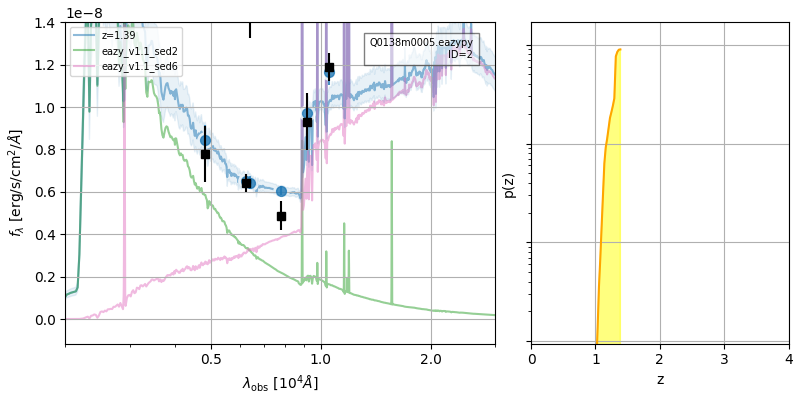 1e−8
z=1.39
eazy_v1.1_sed2
eazy_v1.1_sed6
Q0138m0005.eazypy
ID=2
1.4
1.2
1.0
0.8
0.6
0.4
0.2
0.0
fλ [erg/s/cm²/Å]
0.5 1.0 2.0
λobs [10⁴Å]
p(z)
0 1 2 3 4
z